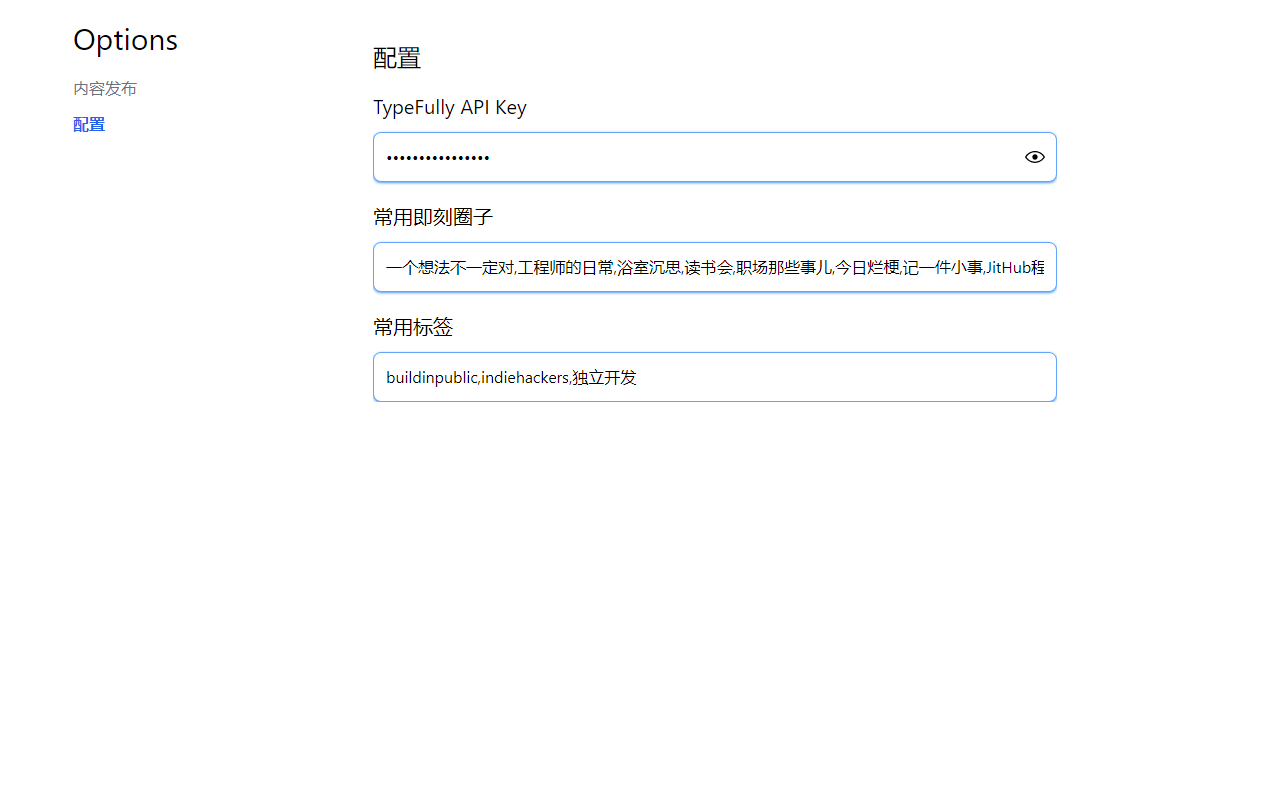 Options
内容发布
配置
配置
TypeFully API Key
••••••••••••••••
常用即刻圈子
一个想法不一定对,工程师的日常,浴室沉思,读书会,职场那些事儿,今日烂梗,记一件小事,JitHub程
常用标签
buildinpublic,indiehackers,独立开发